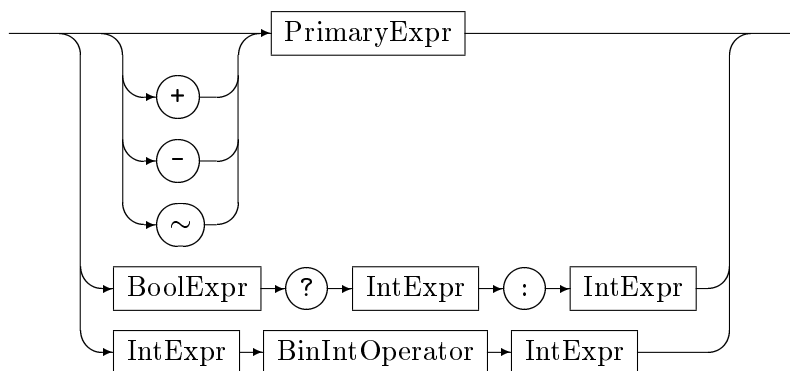 PrimaryExpr
+
-
~
BoolExpr ? IntExpr : IntExpr
IntExpr BinIntOperator IntExpr